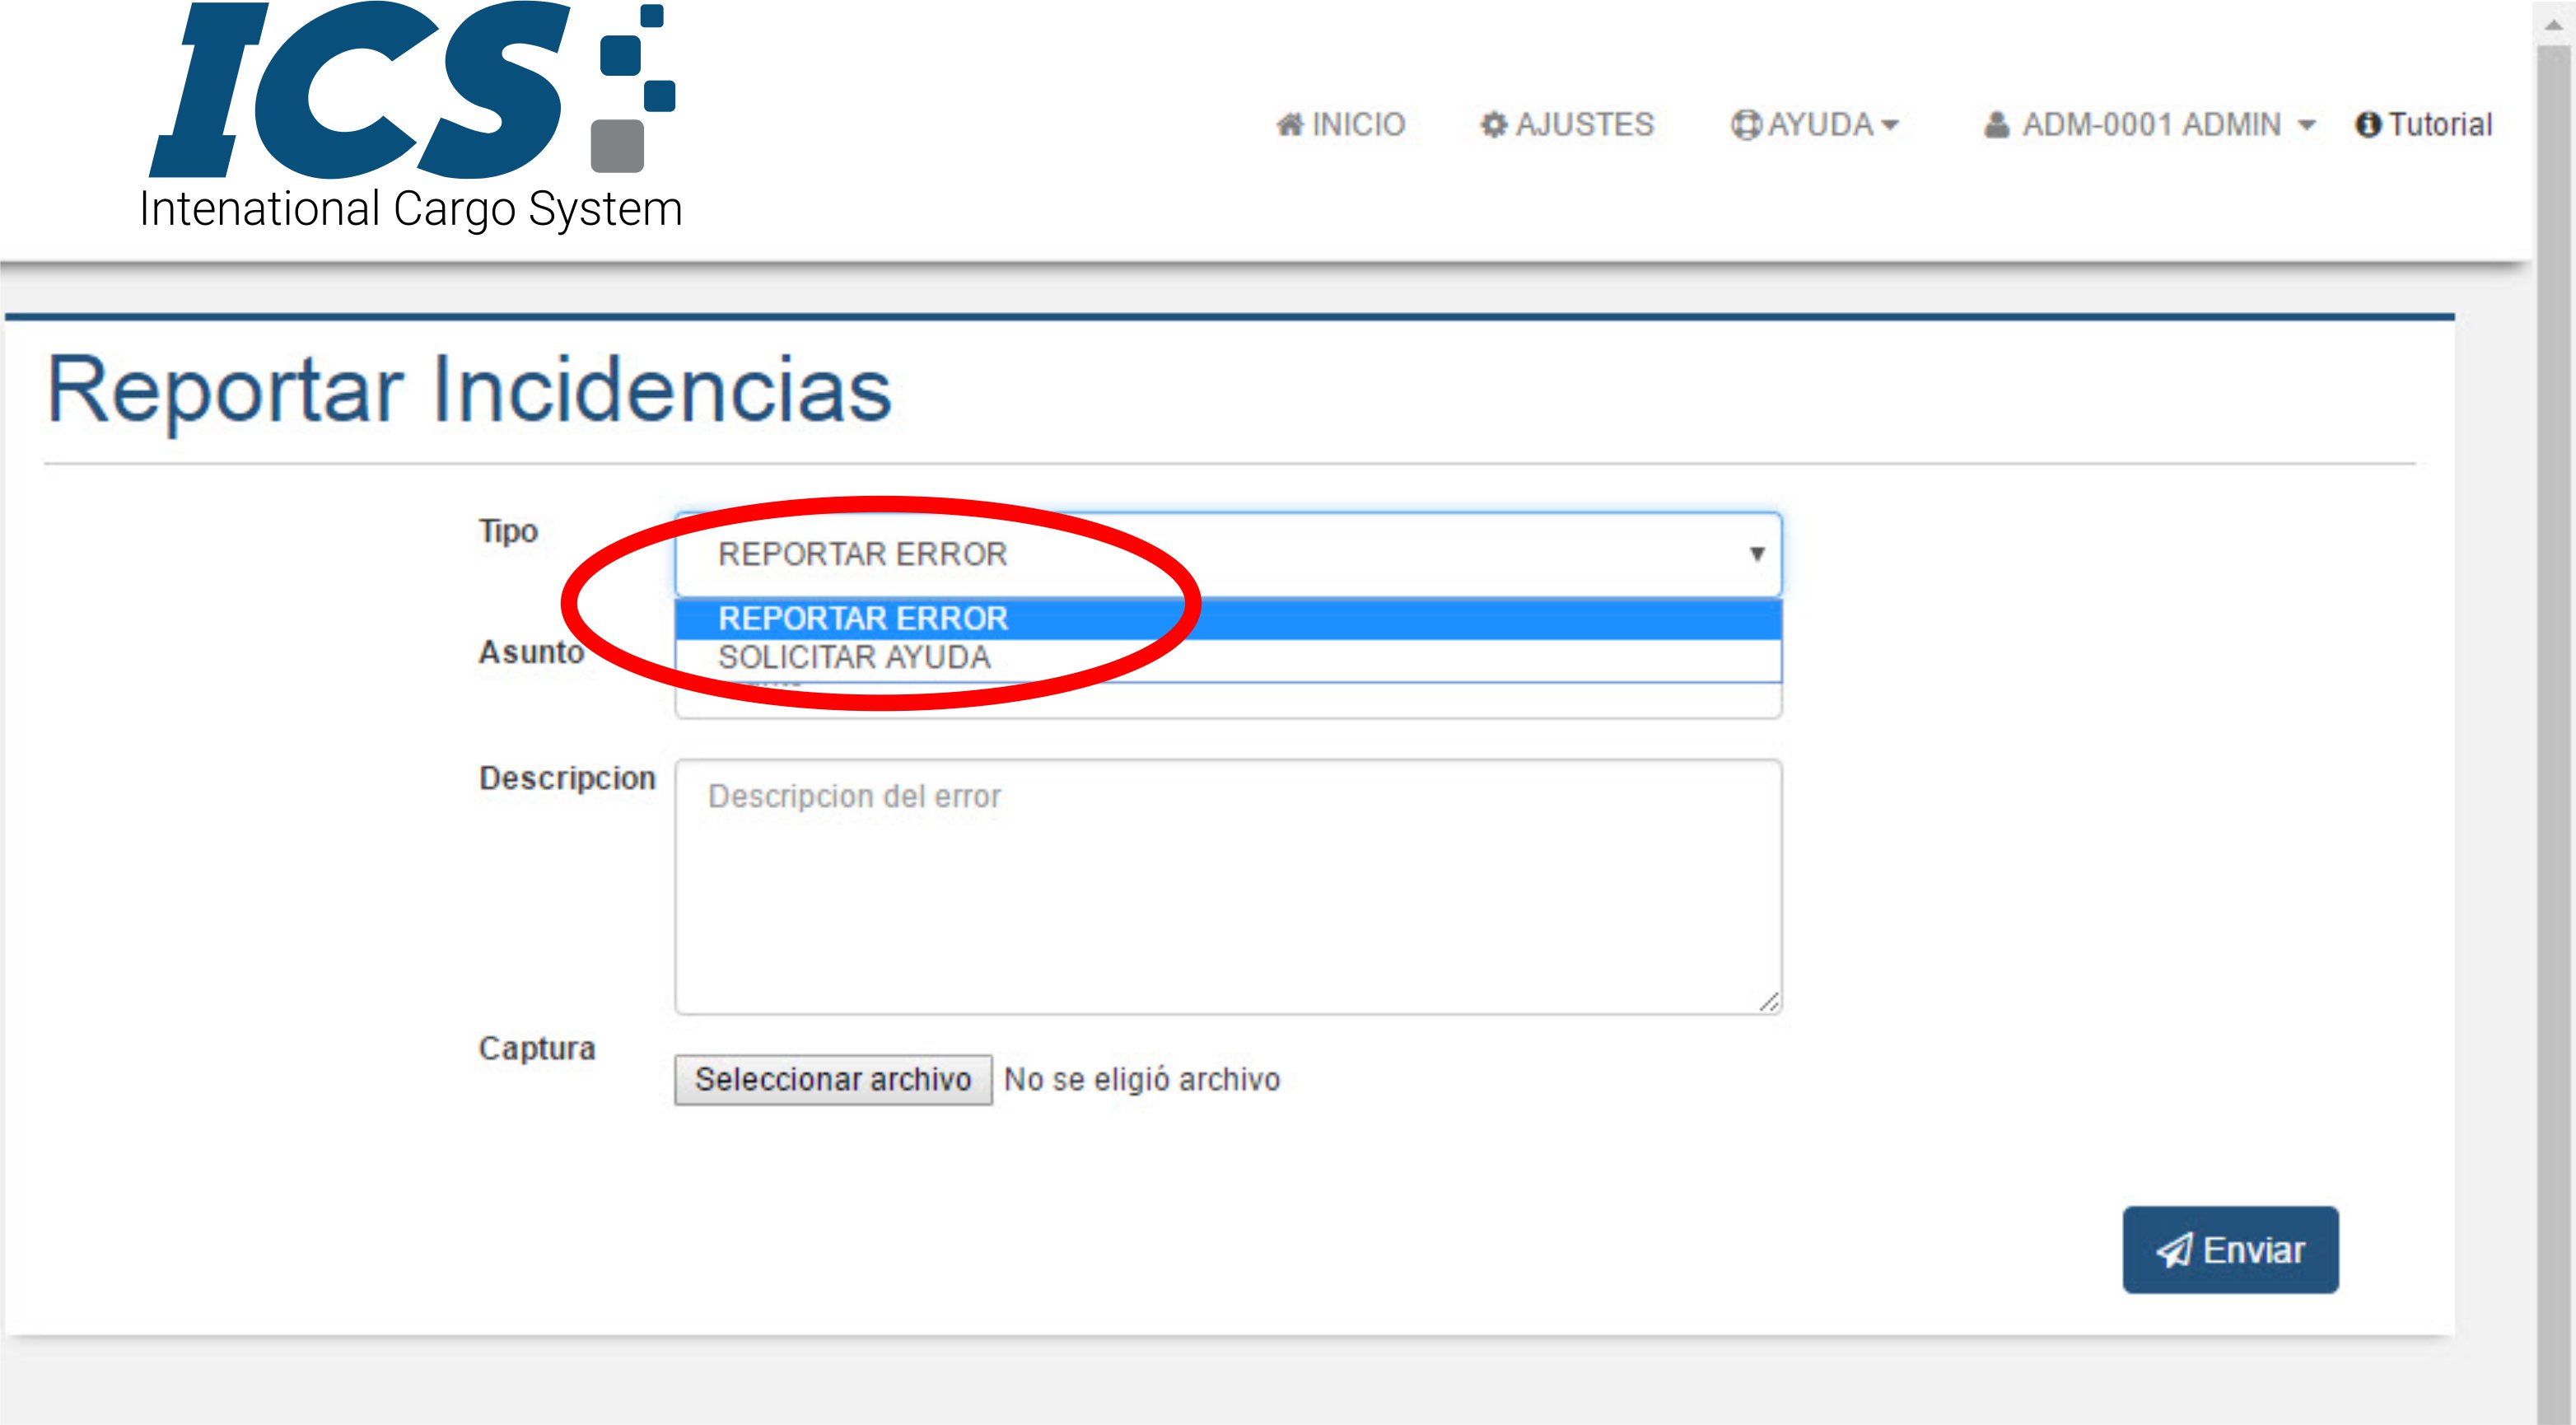 ICS
Intenational Cargo System
INICIO AJUSTES AYUDA ADM-0001 ADMIN Tutorial
Reportar Incidencias
Tipo
REPORTAR ERROR
REPORTAR ERROR
Asunto
SOLICITAR AYUDA
Descripcion
Descripcion del error
Captura
Seleccionar archivo No se eligió archivo
Enviar